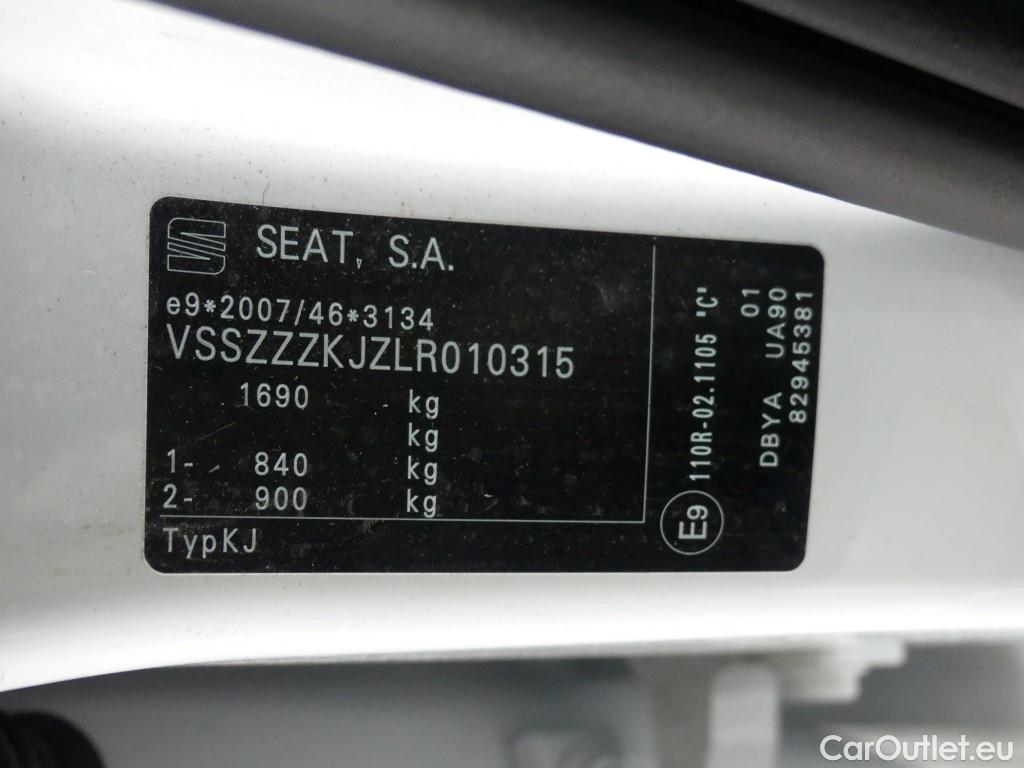 SEAT, S.A.
e9*2007/46*3134
VSSZZZKJZLR010315
1690 kg
kg
1- 840 kg
2- 900 kg
TypKJ
E9 110R-02.1105 "C"
01
DBYA UA90
82945381
CarOutlet.eu